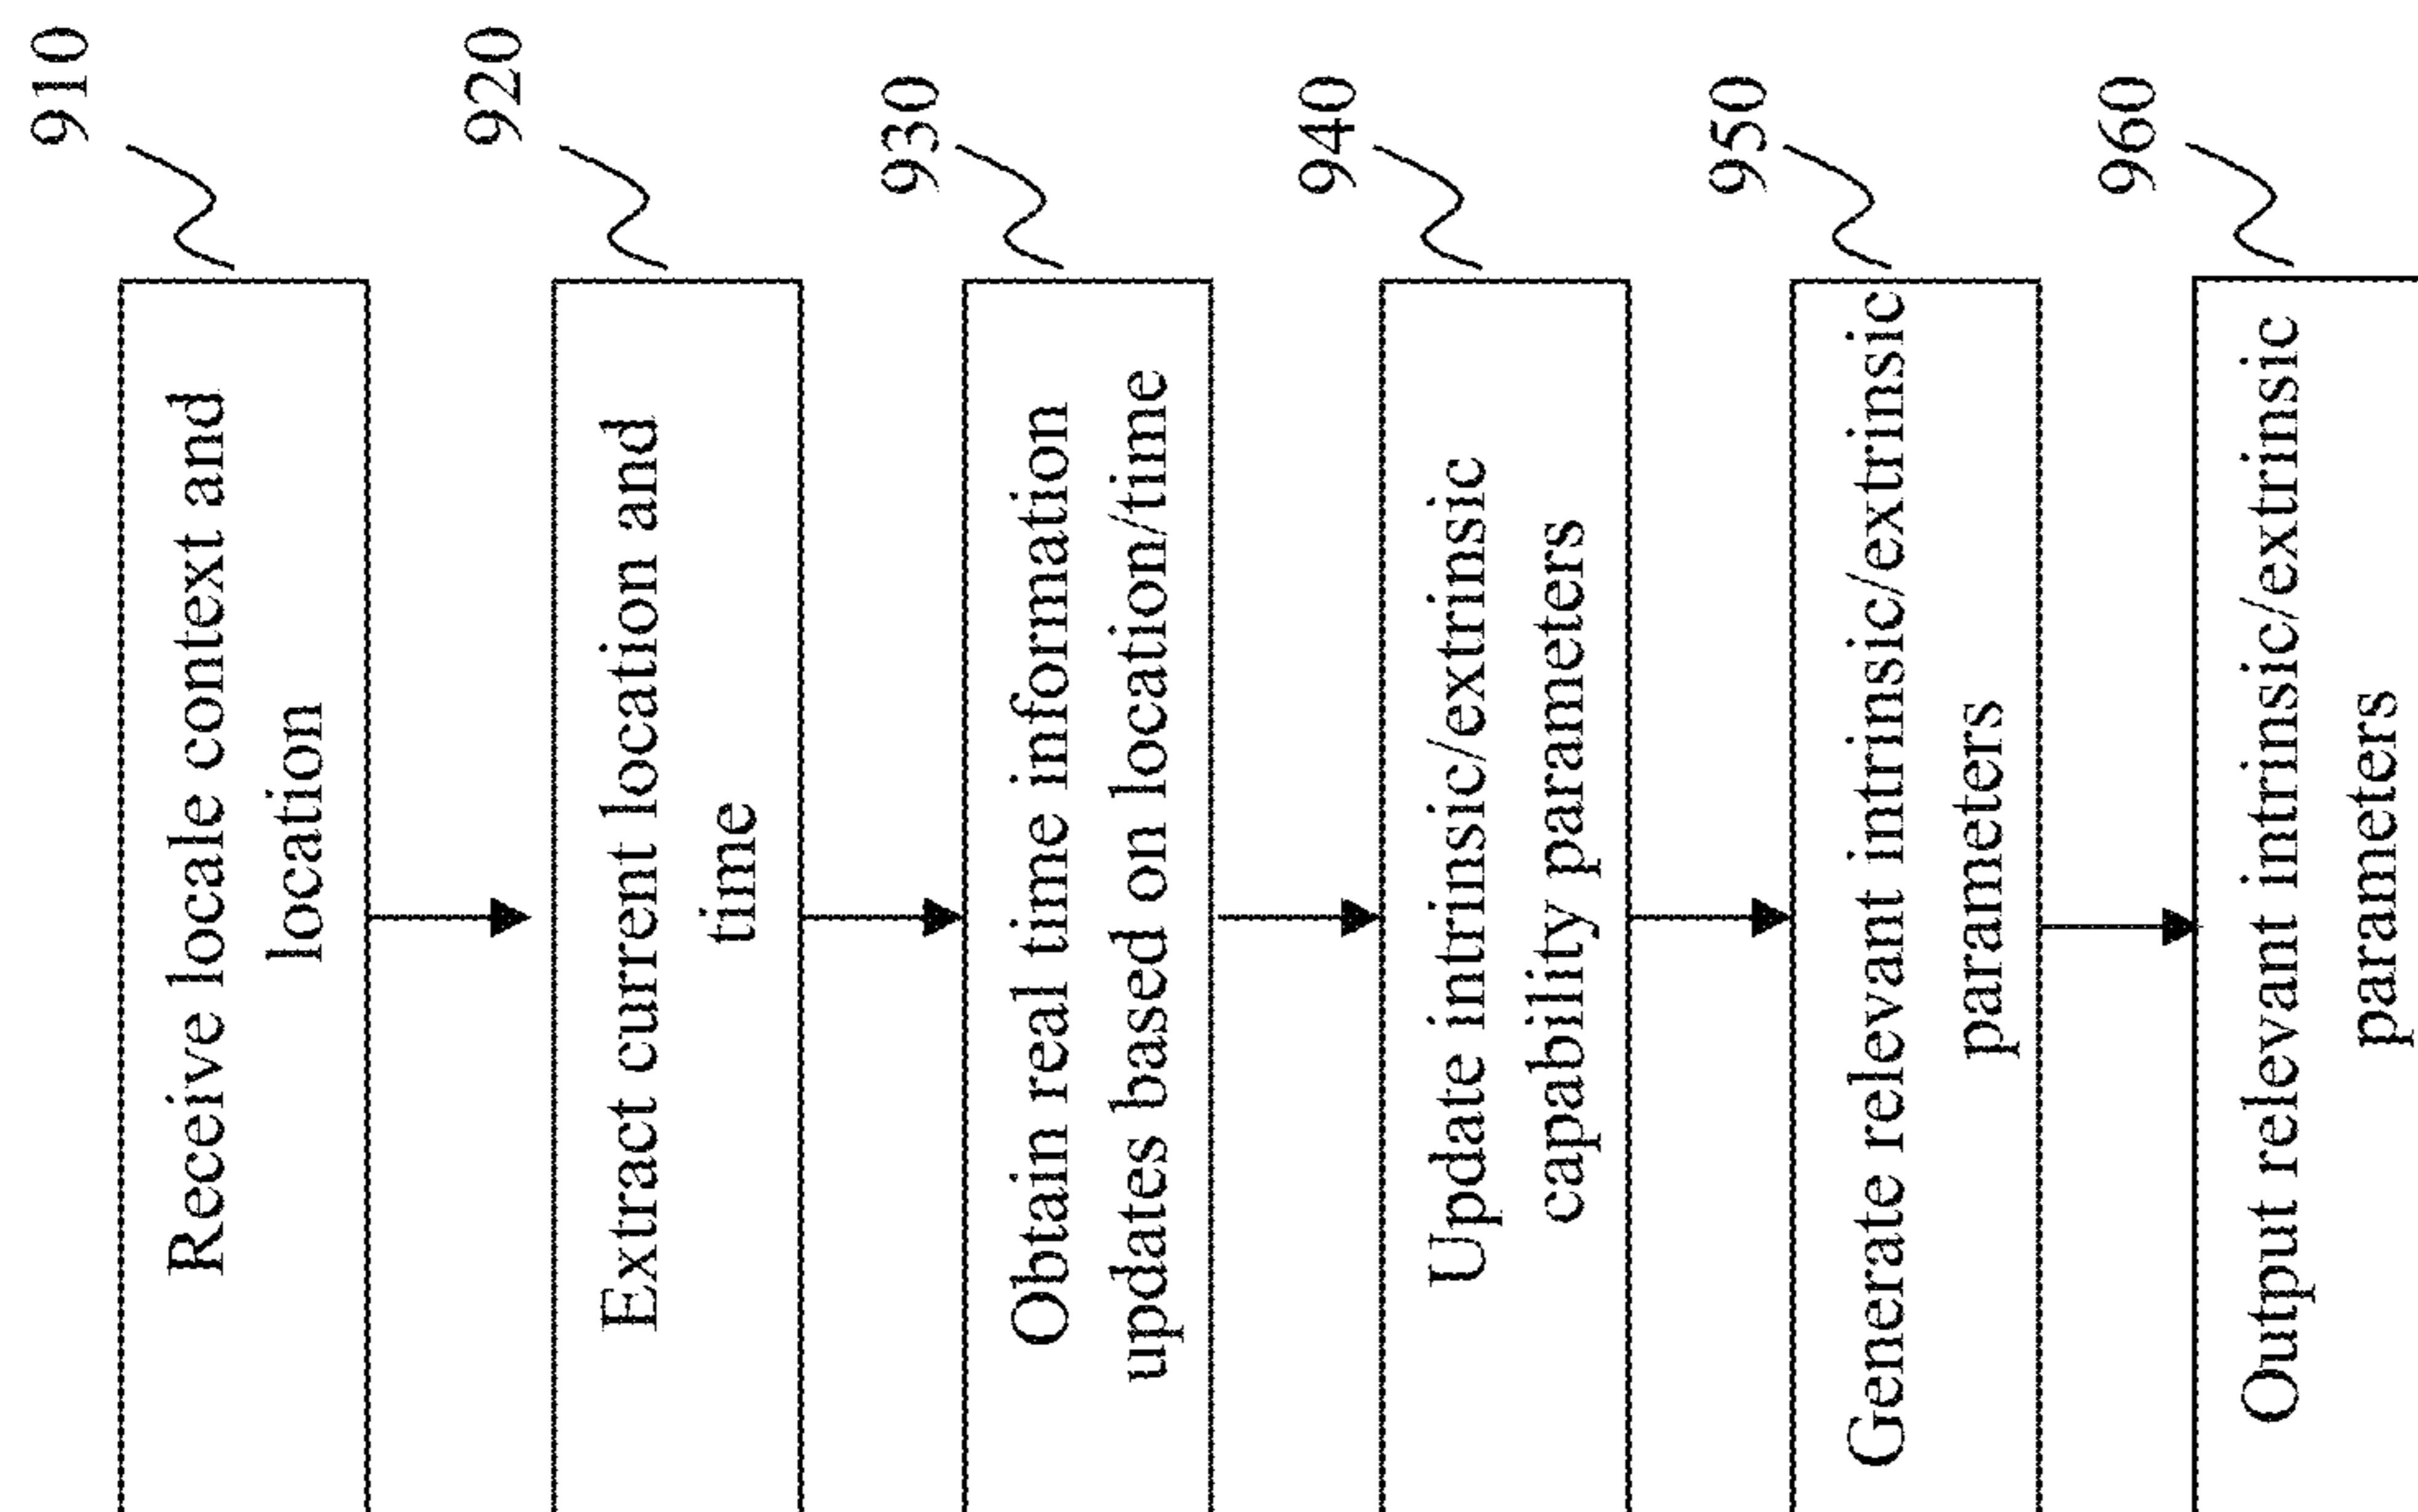 910
Receive locale context and
location
920
Extract current location and
time
930
Obtain real time information
updates based on location/time
940
Update intrinsic/extrinsic
capability parameters
950
Generate relevant intrinsic/extrinsic
parameters
960
Output relevant intrinsic/extrinsic
parameters